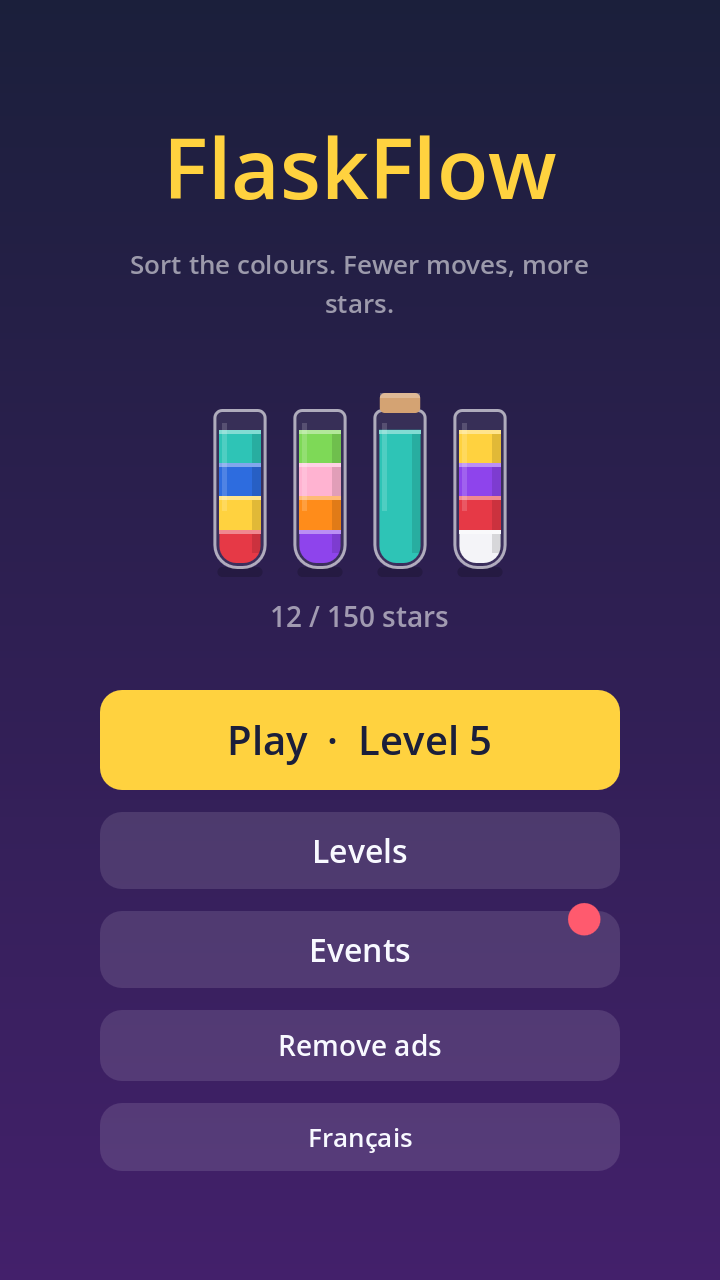 FlaskFlow
Sort the colours. Fewer moves, more
stars.
12 / 150 stars
Play · Level 5
Levels
Events
Remove ads
Français